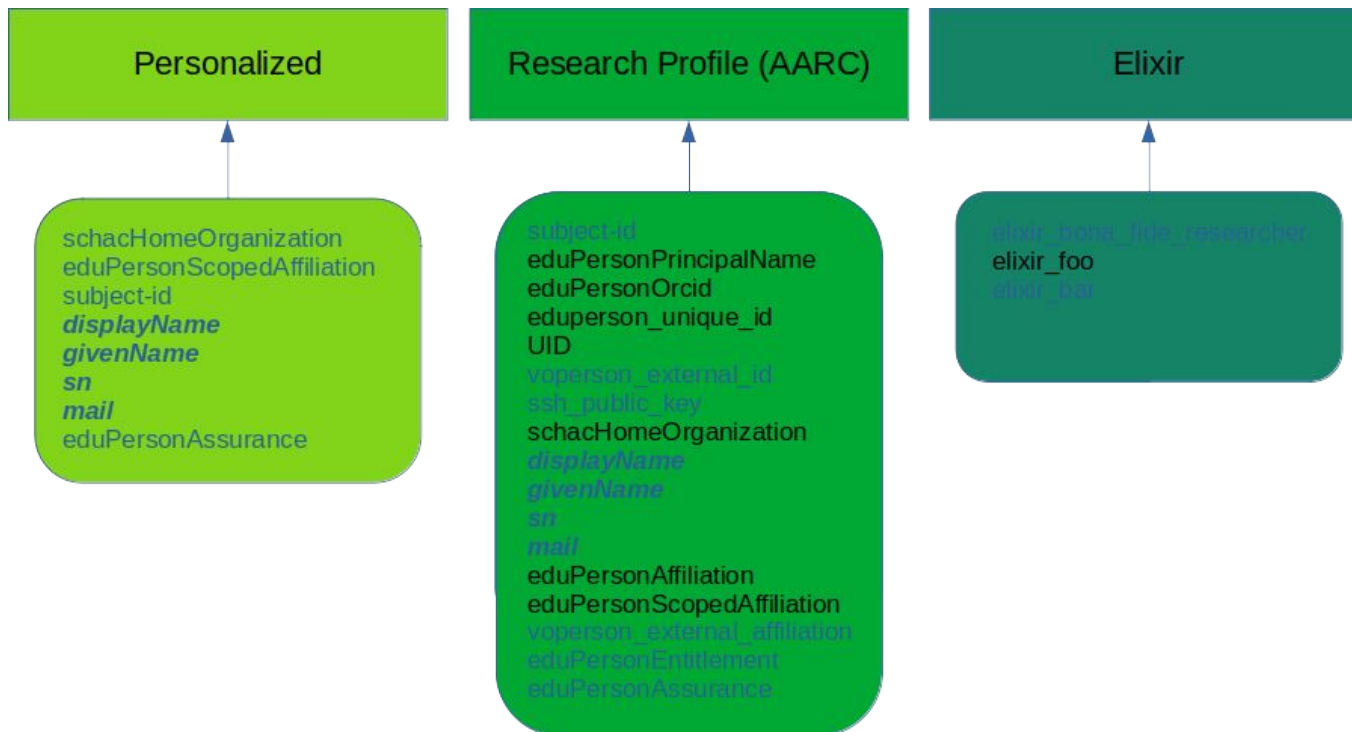 Personalized
schacHomeOrganization
eduPersonScopedAffiliation
subject-id
displayName
givenName
sn
mail
eduPersonAssurance
Research Profile (AARC)
subject-id
eduPersonPrincipalName
eduPersonOrcid
eduperson_unique_id
UID
voperson_external_id
ssh_public_key
schacHomeOrganization
displayName
givenName
sn
mail
eduPersonAffiliation
eduPersonScopedAffiliation
voperson_external_affiliation
eduPersonEntitlement
eduPersonAssurance
Elixir
elixir_bona_fide_researcher
elixir_foo
elixir_bar